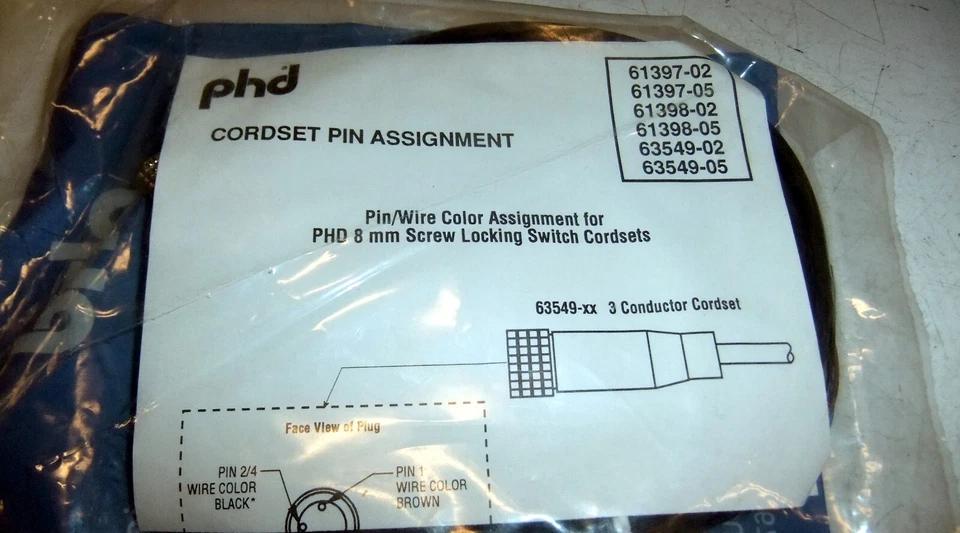 phd
CORDSET PIN ASSIGNMENT
61397-02
61397-05
61398-02
61398-05
63549-02
63549-05
Pin/Wire Color Assignment for
PHD 8 mm Screw Locking Switch Cordsets
63549-xx 3 Conductor Cordset
Face View of Plug
PIN 2/4
WIRE COLOR
BLACK*
PIN 1
WIRE COLOR
BROWN